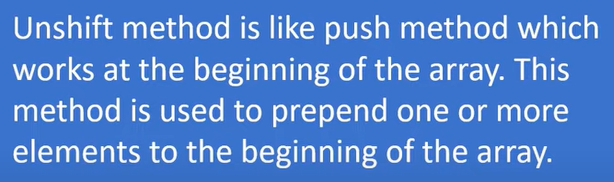 Unshift method is like push method which
works at the beginning of the array. This
method is used to prepend one or more
elements to the beginning of the array.